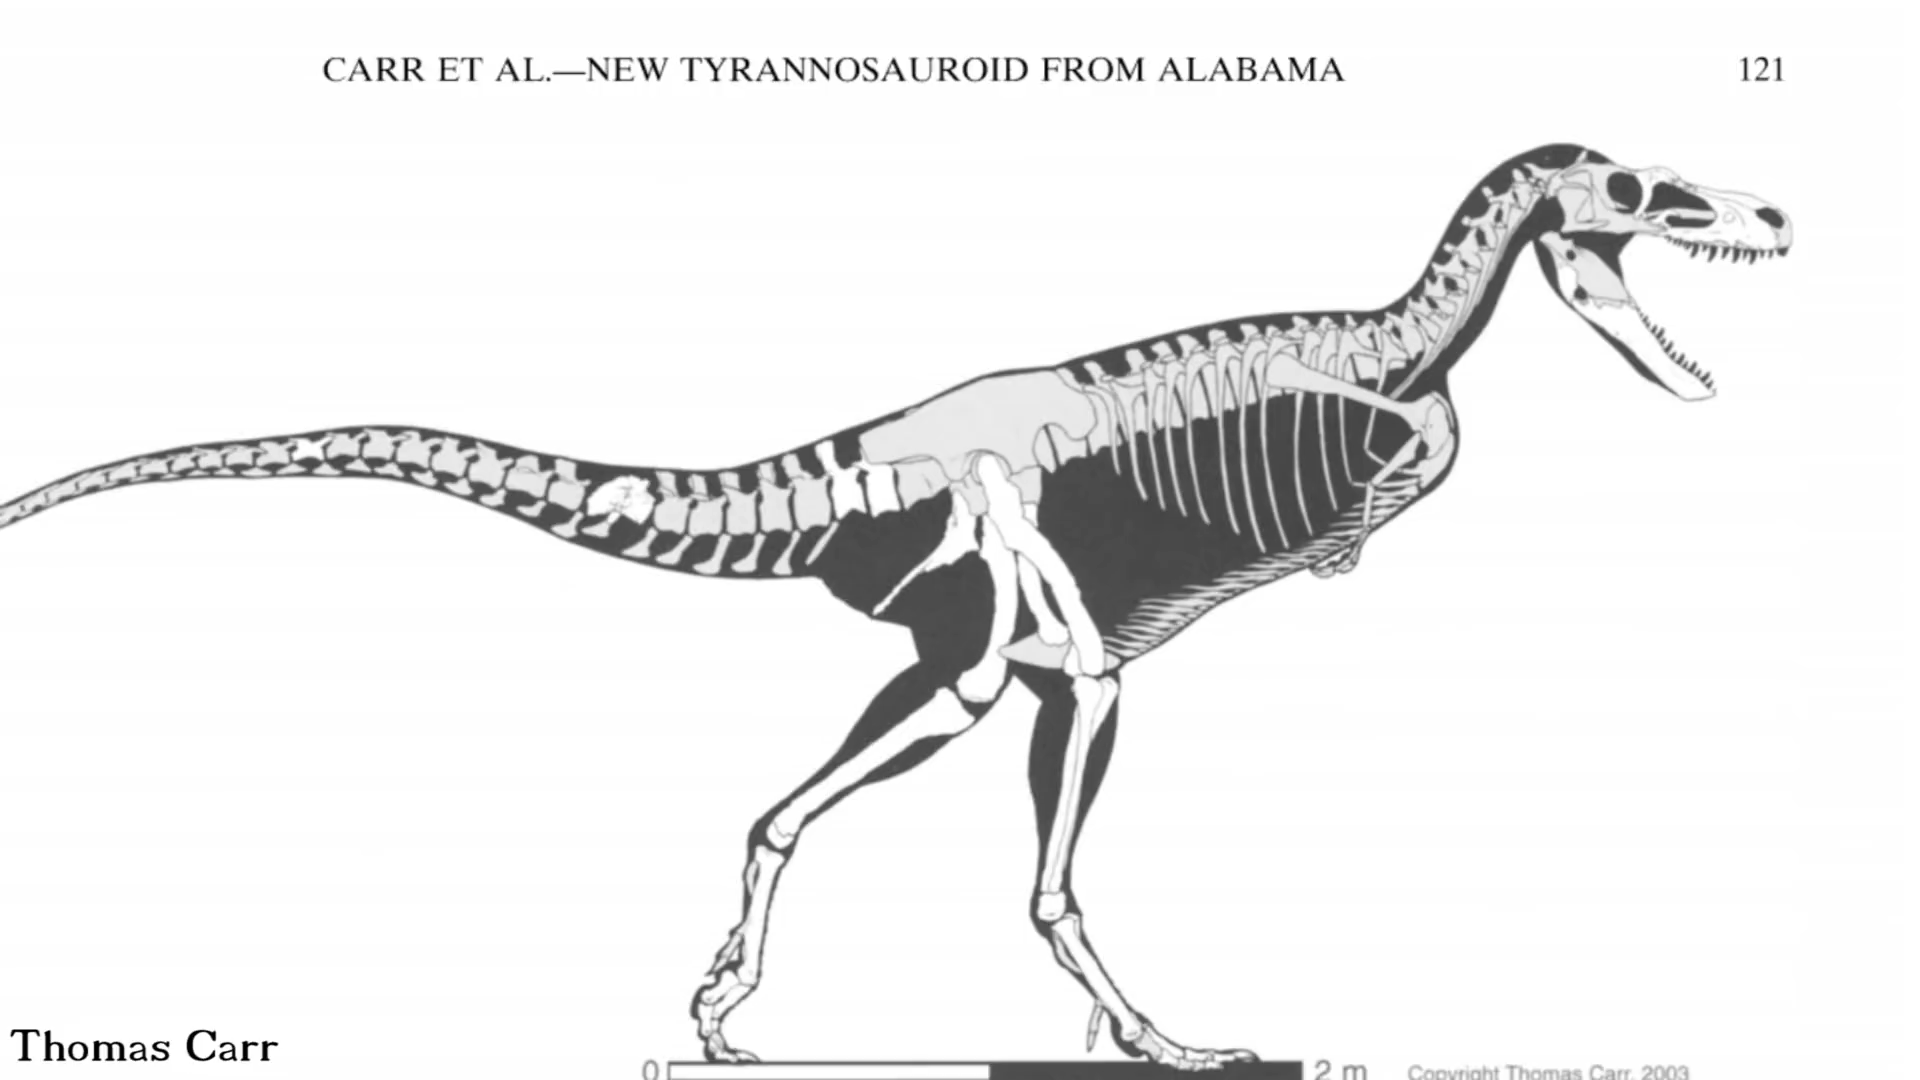 CARR ET AL.—NEW TYRANNOSAUROID FROM ALABAMA 121
Thomas Carr
0 2 m Copyright Thomas Carr, 2003